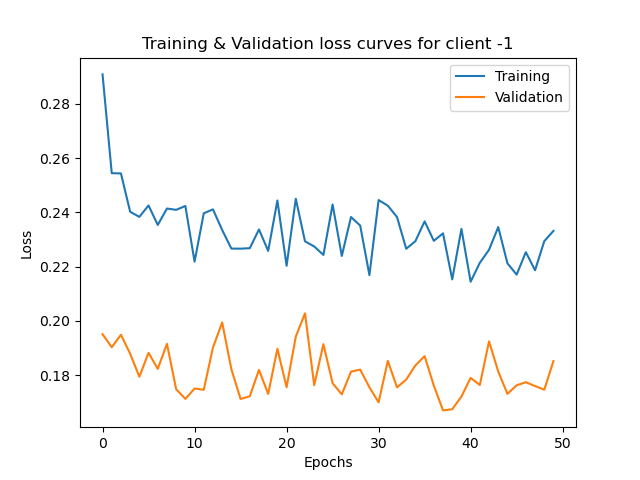 Training & Validation loss curves for client -1
Training
Validation
Loss
0.28
0.26
0.24
0.22
0.20
0.18
0 10 20 30 40 50
Epochs